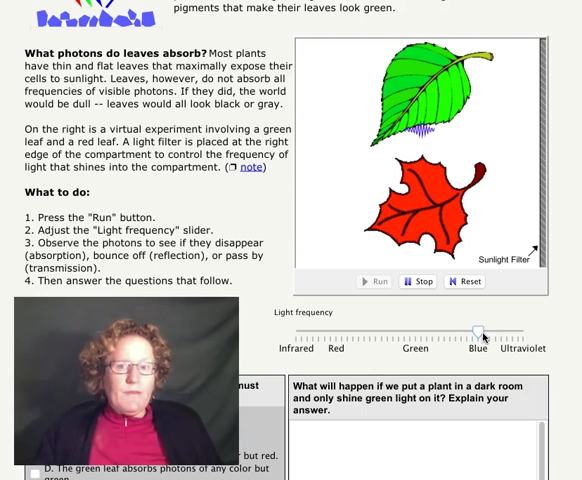 pigments that make their leaves look green.
What photons do leaves absorb? Most plants
have thin and flat leaves that maximally expose their
cells to sunlight. Leaves, however, do not absorb all
frequencies of visible photons. If they did, the world
would be dull -- leaves would all look black or gray.
On the right is a virtual experiment involving a green
leaf and a red leaf. A light filter is placed at the right
edge of the compartment to control the frequency of
light that shines into the compartment. ( note)
What to do:
1. Press the "Run" button.
2. Adjust the "Light frequency" slider.
3. Observe the photons to see if they disappear
(absorption), bounce off (reflection), or pass by
(transmission).
4. Then answer the questions that follow.
Sunlight Filter
Run Stop Reset
Light frequency
Infrared Red Green Blue Ultraviolet
must
or but red.
D. The green leaf absorbs photons of any color but
green.
What will happen if we put a plant in a dark room
and only shine green light on it? Explain your
answer.